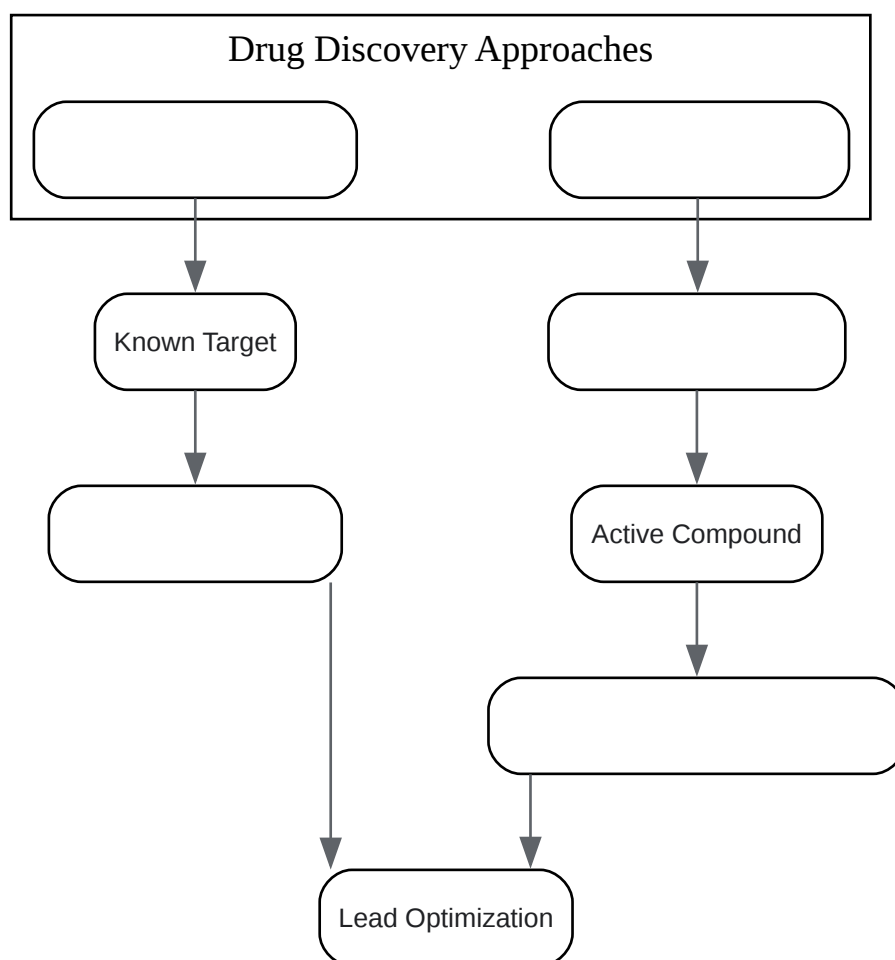 Drug Discovery Approaches
Known Target
Active Compound
Lead Optimization